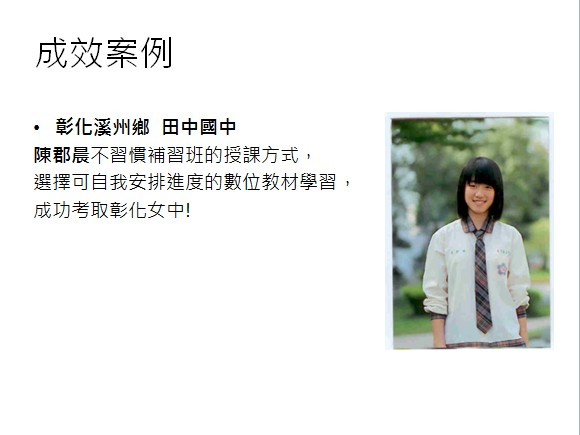 成效案例
• 彰化溪州鄉 田中國中
陳郡晨不習慣補習班的授課方式，
選擇可自我安排進度的數位教材學習，
成功考取彰化女中!